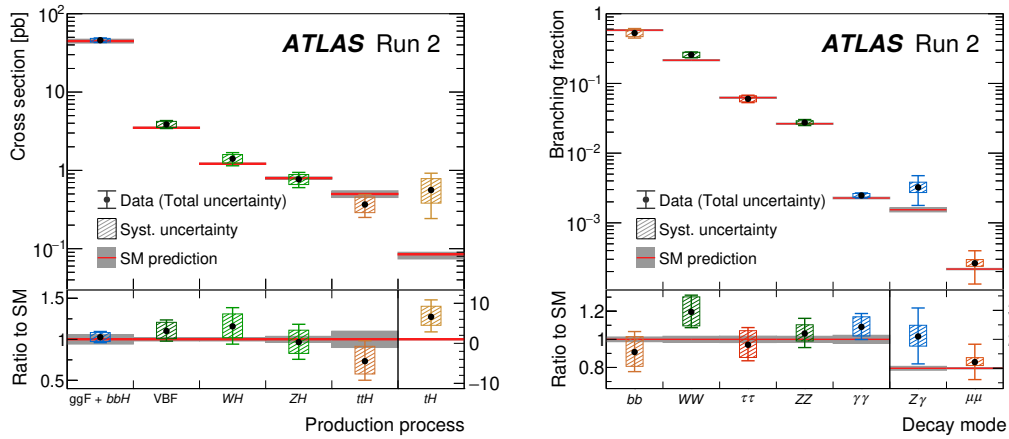 Cross section [pb]
10²
10
1
10⁻¹
ATLAS Run 2
Data (Total uncertainty)
Syst. uncertainty
SM prediction
Ratio to SM
1.5
1
0.5
10
0
−10
ggF + bbH VBF WH ZH ttH tH
Production process
Branching fraction
1
10⁻¹
10⁻²
10⁻³
ATLAS Run 2
Data (Total uncertainty)
Syst. uncertainty
SM prediction
Ratio to SM
1.2
1.0
0.8
bb WW ττ ZZ γγ Zγ μμ
Decay mode